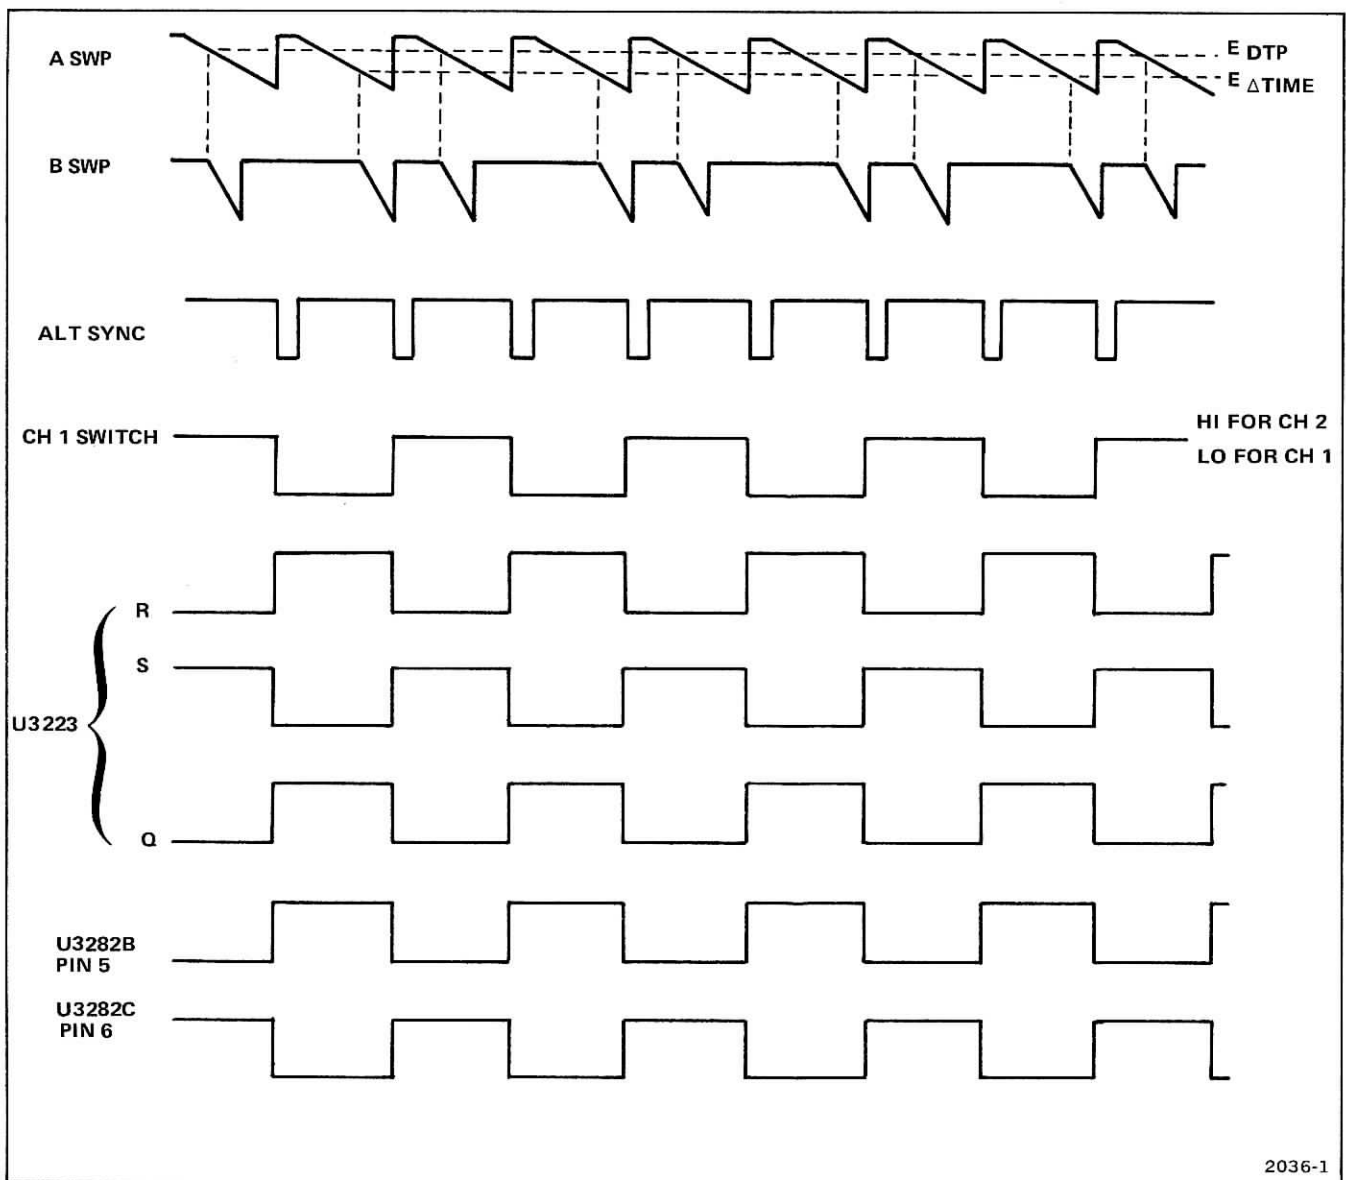 A SWP
E DTP
E ΔTIME
B SWP
ALT SYNC
CH 1 SWITCH
HI FOR CH 2
LO FOR CH 1
R
S
U3223
Q
U3282B
PIN 5
U3282C
PIN 6
2036-1